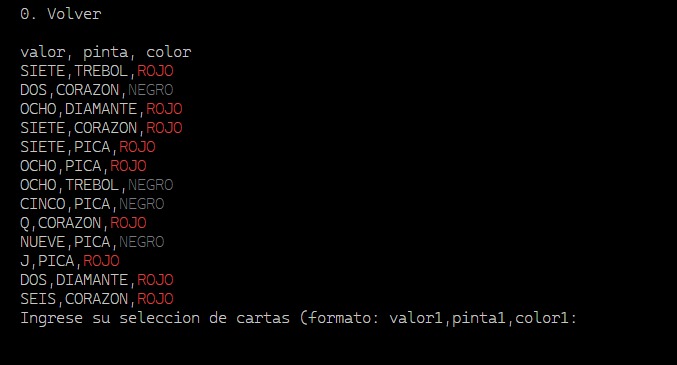 0. Volver
valor, pinta, color
SIETE,TREBOL,ROJO
DOS,CORAZON,NEGRO
OCHO,DIAMANTE,ROJO
SIETE,CORAZON,ROJO
SIETE,PICA,ROJO
OCHO,PICA,ROJO
OCHO,TREBOL,NEGRO
CINCO,PICA,NEGRO
Q,CORAZON,ROJO
NUEVE,PICA,NEGRO
J,PICA,ROJO
DOS,DIAMANTE,ROJO
SEIS,CORAZON,ROJO
Ingrese su seleccion de cartas (formato: valor1,pinta1,color1: